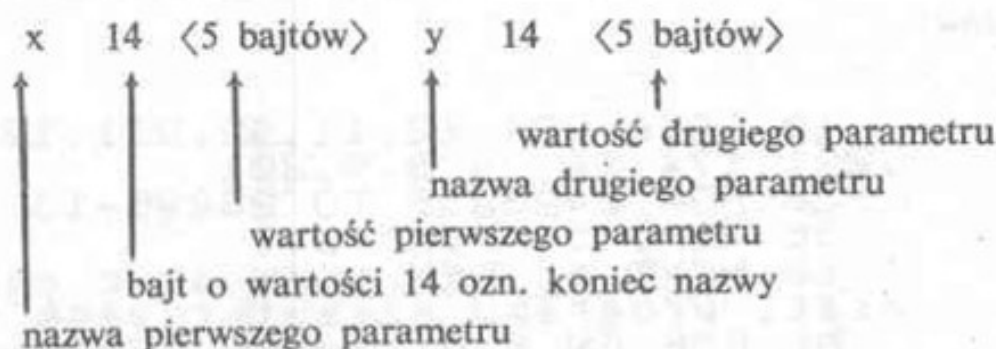 x 14 〈5 bajtów〉 y 14 〈5 bajtów〉
wartość drugiego parametru
nazwa drugiego parametru
wartość pierwszego parametru
bajt o wartości 14 ozn. koniec nazwy
nazwa pierwszego parametru